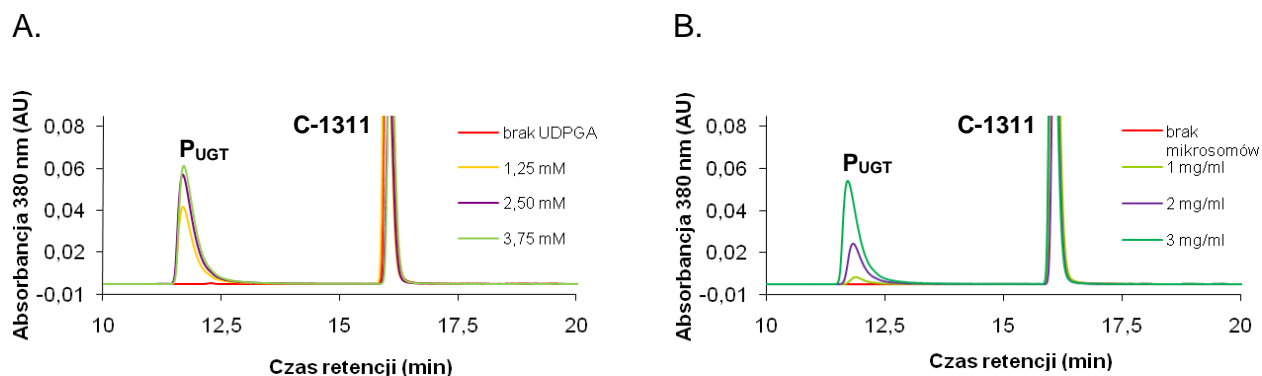 A.
Absorbancja 380 nm (AU)
0,08
0,06
0,04
0,02
-0,01
P_UGT
C-1311
brak UDPGA
1,25 mM
2,50 mM
3,75 mM
10
12,5
15
17,5
20
Czas retencji (min)
B.
Absorbancja 380 nm (AU)
0,08
0,06
0,04
0,02
-0,01
PUGT
C-1311
brak
mikrosomów
1 mg/ml
2 mg/ml
3 mg/ml
10
12,5
15
17,5
20
Czas retencji (min)